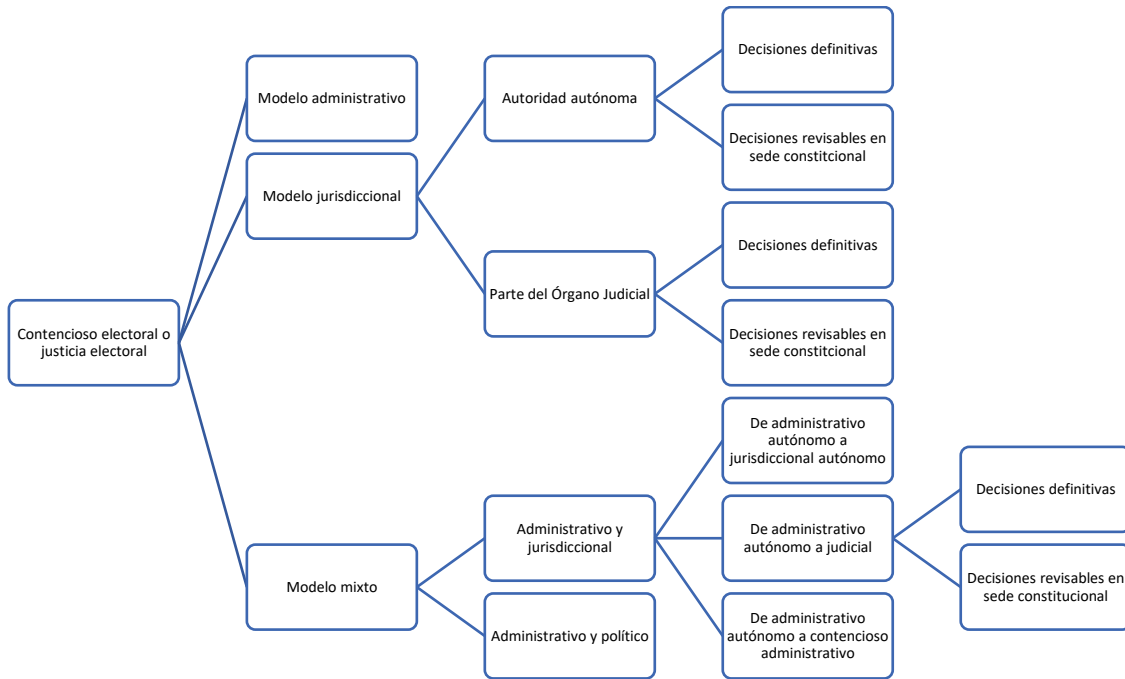 Contencioso electoral o
justicia electoral
Modelo administrativo
Modelo jurisdiccional
Autoridad autónoma
Decisiones definitivas
Decisiones revisables en
sede constitcional
Parte del Órgano Judicial
Decisiones definitivas
Decisiones revisables en
sede constitcional
Modelo mixto
Administrativo y
jurisdiccional
De administrativo
autónomo a
jurisdiccional autónomo
De administrativo
autónomo a judicial
Decisiones definitivas
Decisiones revisables en
sede constitucional
De administrativo
autónomo a contencioso
administrativo
Administrativo y político